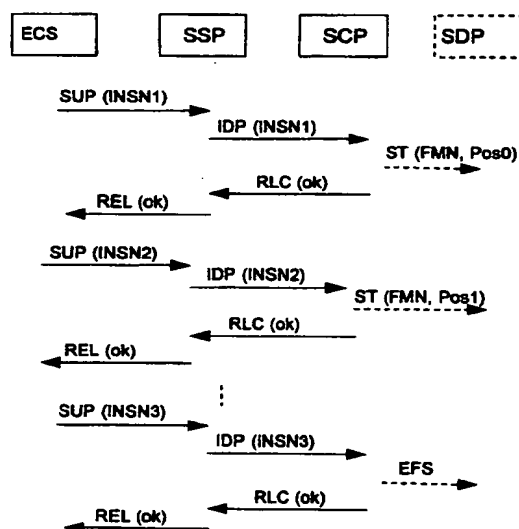 ECS SSP SCP SDP
SUP (INSN1)
IDP (INSN1)
ST (FMN, Pos0)
RLC (ok)
REL (ok)
SUP (INSN2)
IDP (INSN2)
ST (FMN, Pos1)
RLC (ok)
REL (ok)
SUP (INSN3)
IDP (INSN3)
EFS
RLC (ok)
REL (ok)